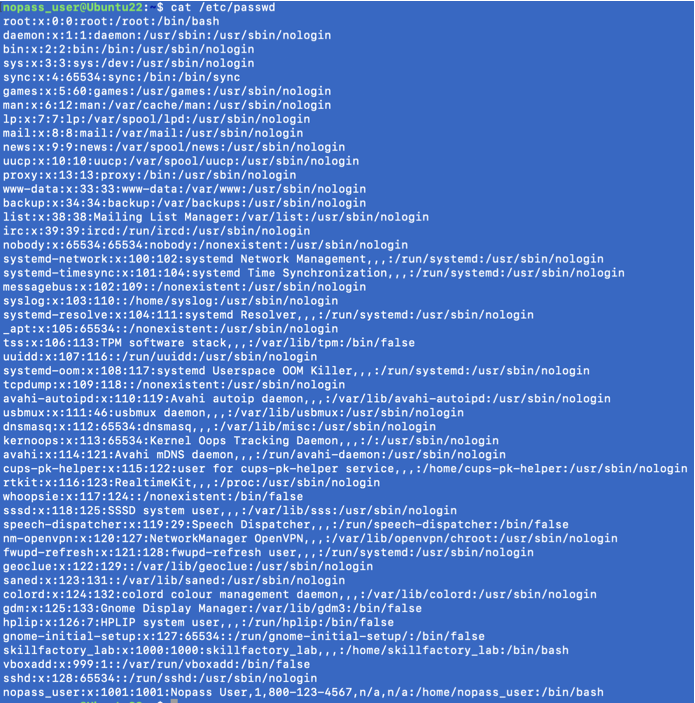 nopass_user@Ubuntu22:~$ cat /etc/passwd
root:x:0:0:root:/root:/bin/bash
daemon:x:1:1:daemon:/usr/sbin:/usr/sbin/nologin
bin:x:2:2:bin:/bin:/usr/sbin/nologin
sys:x:3:3:sys:/dev:/usr/sbin/nologin
sync:x:4:65534:sync:/bin:/bin/sync
games:x:5:60:games:/usr/games:/usr/sbin/nologin
man:x:6:12:man:/var/cache/man:/usr/sbin/nologin
lp:x:7:7:lp:/var/spool/lpd:/usr/sbin/nologin
mail:x:8:8:mail:/var/mail:/usr/sbin/nologin
news:x:9:9:news:/var/spool/news:/usr/sbin/nologin
uucp:x:10:10:uucp:/var/spool/uucp:/usr/sbin/nologin
proxy:x:13:13:proxy:/bin:/usr/sbin/nologin
www-data:x:33:33:www-data:/var/www:/usr/sbin/nologin
backup:x:34:34:backup:/var/backups:/usr/sbin/nologin
list:x:38:38:Mailing List Manager:/var/list:/usr/sbin/nologin
irc:x:39:39:ircd:/run/ircd:/usr/sbin/nologin
nobody:x:65534:65534:nobody:/nonexistent:/usr/sbin/nologin
systemd-network:x:100:102:systemd Network Management,,,:/run/systemd:/usr/sbin/nologin
systemd-timesync:x:101:104:systemd Time Synchronization,,,:/run/systemd:/usr/sbin/nologin
messagebus:x:102:109::/nonexistent:/usr/sbin/nologin
syslog:x:103:110::/home/syslog:/usr/sbin/nologin
systemd-resolve:x:104:111:systemd Resolver,,,:/run/systemd:/usr/sbin/nologin
_apt:x:105:65534::/nonexistent:/usr/sbin/nologin
tss:x:106:113:TPM software stack,,,:/var/lib/tpm:/bin/false
uuidd:x:107:116::/run/uuidd:/usr/sbin/nologin
systemd-oom:x:108:117:systemd Userspace OOM Killer,,,:/run/systemd:/usr/sbin/nologin
tcpdump:x:109:118::/nonexistent:/usr/sbin/nologin
avahi-autoipd:x:110:119:Avahi autoip daemon,,,:/var/lib/avahi-autoipd:/usr/sbin/nologin
usbmux:x:111:46:usbmux daemon,,,:/var/lib/usbmux:/usr/sbin/nologin
dnsmasq:x:112:65534:dnsmasq,,,:/var/lib/misc:/usr/sbin/nologin
kernoops:x:113:65534:Kernel Oops Tracking Daemon,,,:/:/usr/sbin/nologin
avahi:x:114:121:Avahi mDNS daemon,,,:/run/avahi-daemon:/usr/sbin/nologin
cups-pk-helper:x:115:122:user for cups-pk-helper service,,,:/home/cups-pk-helper:/usr/sbin/nologin
rtkit:x:116:123:RealtimeKit,,,:/proc:/usr/sbin/nologin
whoopsie:x:117:124::/nonexistent:/bin/false
sssd:x:118:125:SSSD system user,,,:/var/lib/sss:/usr/sbin/nologin
speech-dispatcher:x:119:29:Speech Dispatcher,,,:/run/speech-dispatcher:/bin/false
nm-openvpn:x:120:127:NetworkManager OpenVPN,,,:/var/lib/openvpn/chroot:/usr/sbin/nologin
fwupd-refresh:x:121:128:fwupd-refresh user,,,:/run/systemd:/usr/sbin/nologin
geoclue:x:122:129::/var/lib/geoclue:/usr/sbin/nologin
saned:x:123:131::/var/lib/saned:/usr/sbin/nologin
colord:x:124:132:colord colour management daemon,,,:/var/lib/colord:/usr/sbin/nologin
gdm:x:125:133:Gnome Display Manager:/var/lib/gdm3:/bin/false
hplip:x:126:7:HPLIP system user,,,:/run/hplip:/bin/false
gnome-initial-setup:x:127:65534::/run/gnome-initial-setup/:/bin/false
skillfactory_lab:x:1000:1000:skillfactory_lab,,,:/home/skillfactory_lab:/bin/bash
vboxadd:x:999:1::/var/run/vboxadd:/bin/false
sshd:x:128:65534::/run/sshd:/usr/sbin/nologin
nopass_user:x:1001:1001:Nopass User,1,800-123-4567,n/a,n/a:/home/nopass_user:/bin/bash